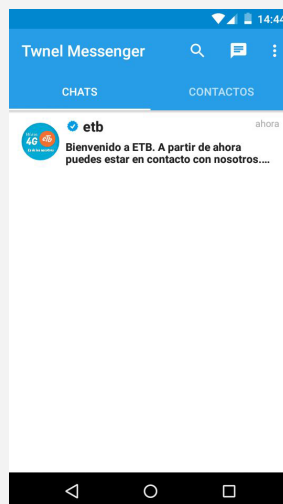 14:44
Twnel Messenger
CHATS
CONTACTOS
4G etb
etb
ahora
Bienvenido a ETB. A partir de ahora
puedes estar en contacto con nosotros....